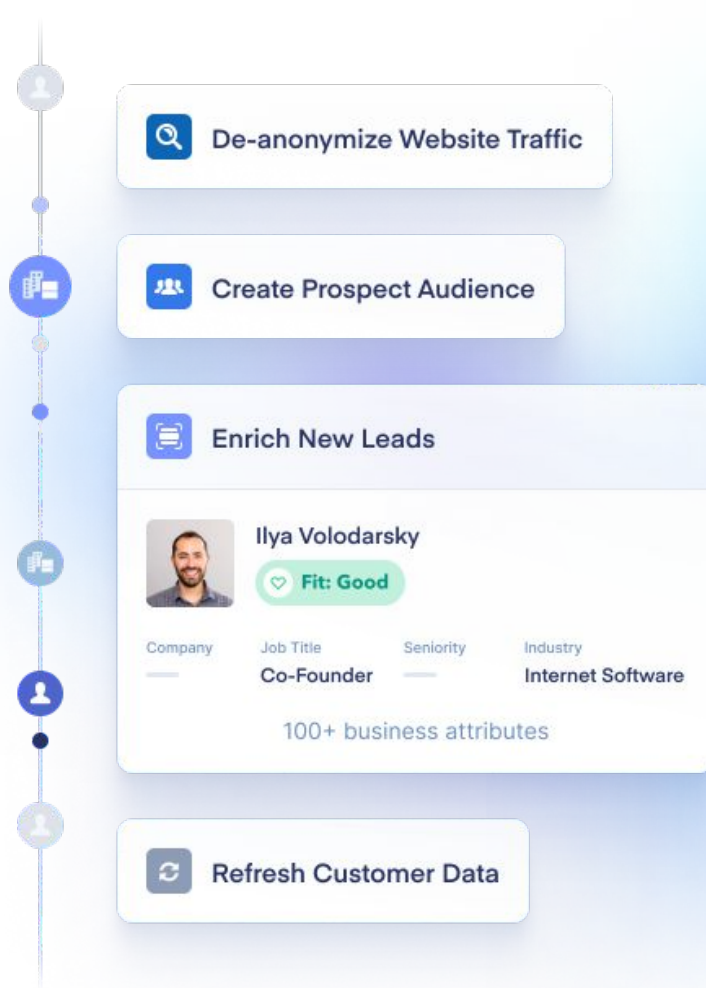 De-anonymize Website Traffic
Create Prospect Audience
Enrich New Leads
Ilya Volodarsky
Fit: Good
Company Job Title Seniority Industry
Co-Founder Internet Software
100+ business attributes
Refresh Customer Data